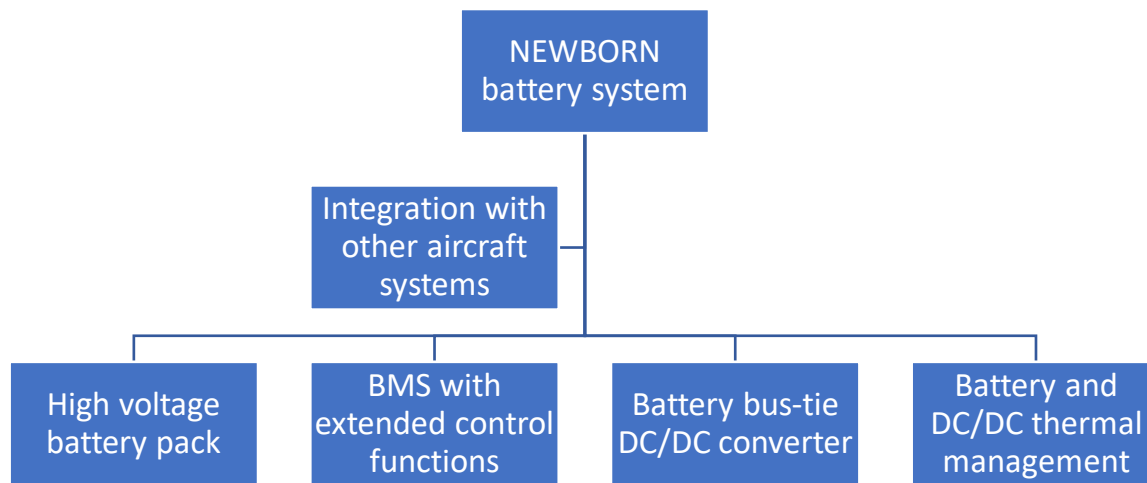 NEWBORN
battery system
Integration with
other aircraft
systems
High voltage
battery pack
BMS with
extended control
functions
Battery bus-tie
DC/DC converter
Battery and
DC/DC thermal
management